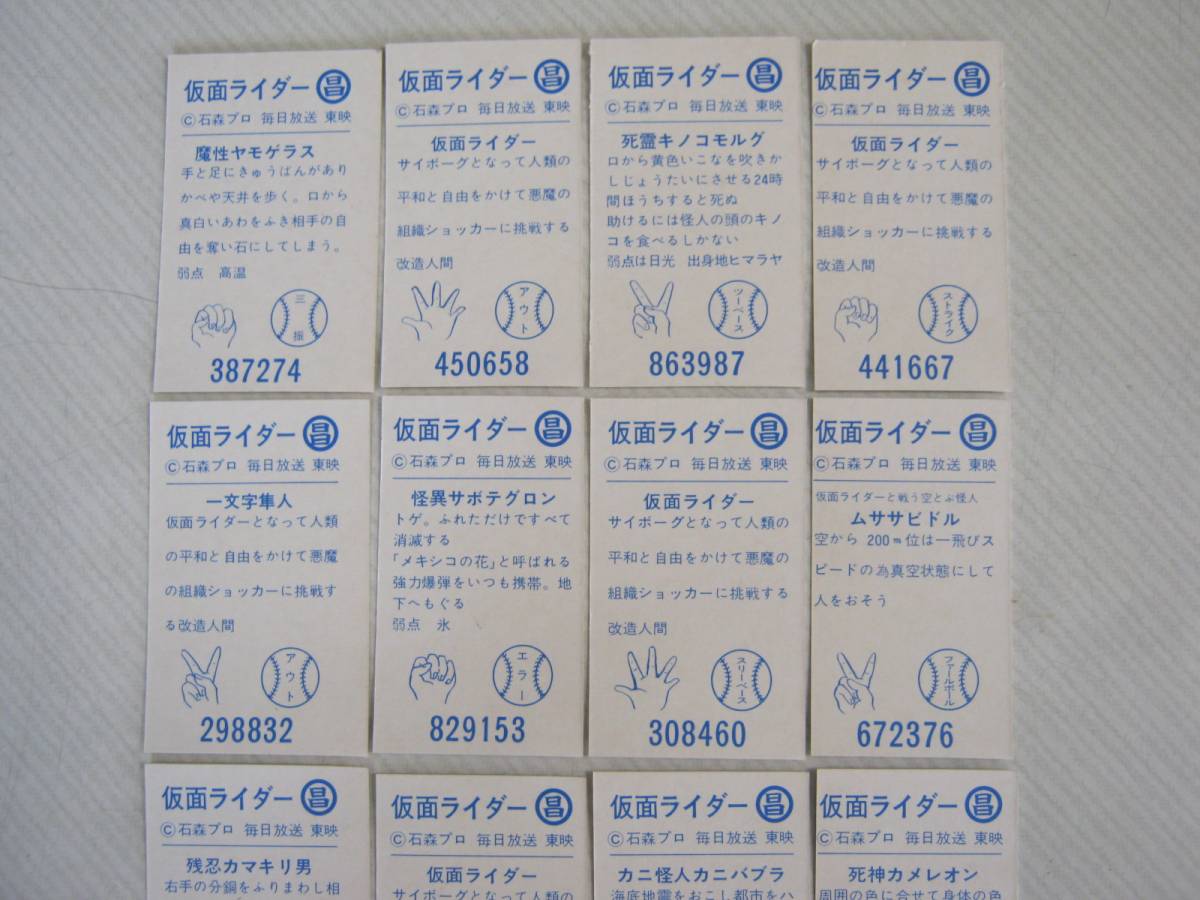 仮面ライダー 昌
©石森プロ 毎日放送 東映
魔性ヤモゲラス
手と足にきゅうばんがあり
かべや天井を歩く。口から
真白いあわをふき相手の自
由を奪い石にしてしまう。
弱点 高温
三振
387274
仮面ライダー 昌
©石森プロ 毎日放送 東映
仮面ライダー
サイボーグとなって人類の
平和と自由をかけて悪魔の
組織ショッカーに挑戦する
改造人間
アウト
450658
仮面ライダー 昌
©石森プロ 毎日放送 東映
死霊キノコモルグ
口から黄色いこなを吹きか
しじょうたいにさせる24時
間ほうちすると死ぬ
助けるには怪人の頭のキノ
コを食べるしかない
弱点は日光 出身地ヒマラヤ
ツーベース
863987
仮面ライダー 昌
©石森プロ 毎日放送 東映
仮面ライダー
サイボーグとなって人類の
平和と自由をかけて悪魔の
組織ショッカーに挑戦する
改造人間
ストライク
441667
仮面ライダー 昌
©石森プロ 毎日放送 東映
一文字隼人
仮面ライダーとなって人類
の平和と自由をかけて悪魔
の組織ショッカーに挑戦す
る改造人間
アウト
298832
仮面ライダー 昌
©石森プロ 毎日放送 東映
怪異サボテグロン
トゲ。ふれただけですべて
消滅する
「メキシコの花」と呼ばれる
強力爆弾をいつも携帯。地
下へもぐる
弱点 氷
エラー
829153
仮面ライダー 昌
©石森プロ 毎日放送 東映
仮面ライダー
サイボーグとなって人類の
平和と自由をかけて悪魔の
組織ショッカーに挑戦する
改造人間
スリーベース
308460
仮面ライダー 昌
©石森プロ 毎日放送 東映
仮面ライダーと戦う空とぶ怪人
ムササビドル
空から 200m位は一飛びス
ピードの為真空状態にして
人をおそう
ファールボール
672376
仮面ライダー 昌
©石森プロ 毎日放送 東映
残忍カマキリ男
右手の分銅をふりまわし相
仮面ライダー 昌
©石森プロ 毎日放送 東映
仮面ライダー
サイボーグとなって人類の
仮面ライダー 昌
©石森プロ 毎日放送 東映
カニ怪人カニバブラ
海底地震をおこし都市をハ
仮面ライダー 昌
©石森プロ 毎日放送 東映
死神カメレオン
周囲の色に合せて身体の色